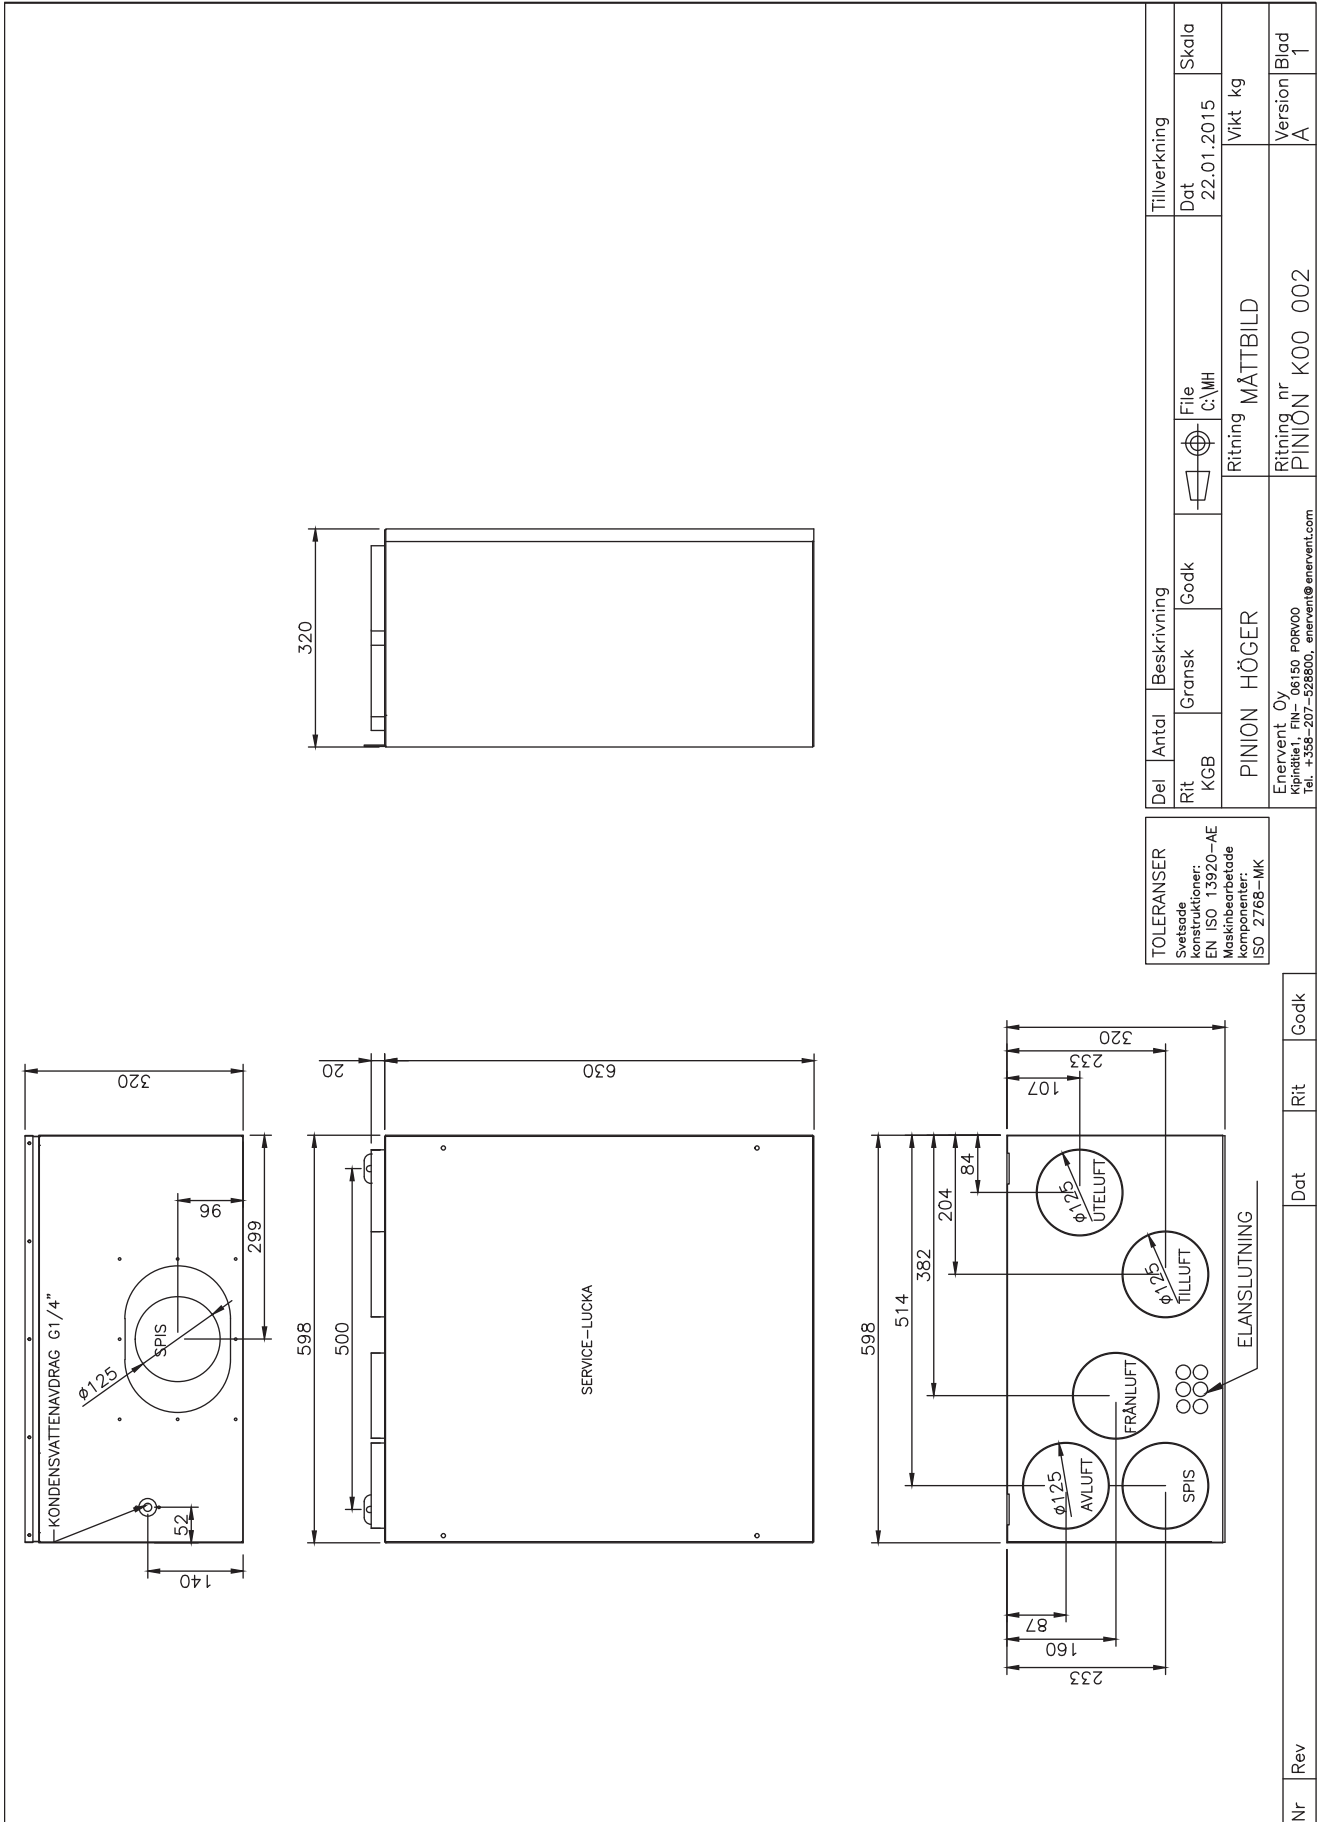 320
KONDENSVATTENAVDRAG G1/4"
SPIS
ø125
96
299
52
140
20
630
598
500
SERVICE-LUCKA
320
320
233
107
598
514
382
204
84
ø125
UTELUFT
ø125
TILLUFT
FRÅNLUFT
ø125
AVLUFT
SPIS
ELANSLUTNING
87
160
233
TOLERANSER
Svetsade
konstruktioner:
EN ISO 13920-AE
Maskinbearbetade
komponenter:
ISO 2768-MK
Del Antal Beskrivning Tillverkning
Rit Gransk Godk File Dat Skala
KGB C:\MH 22.01.2015
PINION HÖGER Ritning MÅTTBILD Vikt kg
Enervent Oy
Kipinätie1, FIN- 06150 PORVOO
Tel. +358-207-528800, enervent@enervent.com
Ritning nr Version Blad
PINION K00 002 A 1
Nr Rev Dat Rit Godk